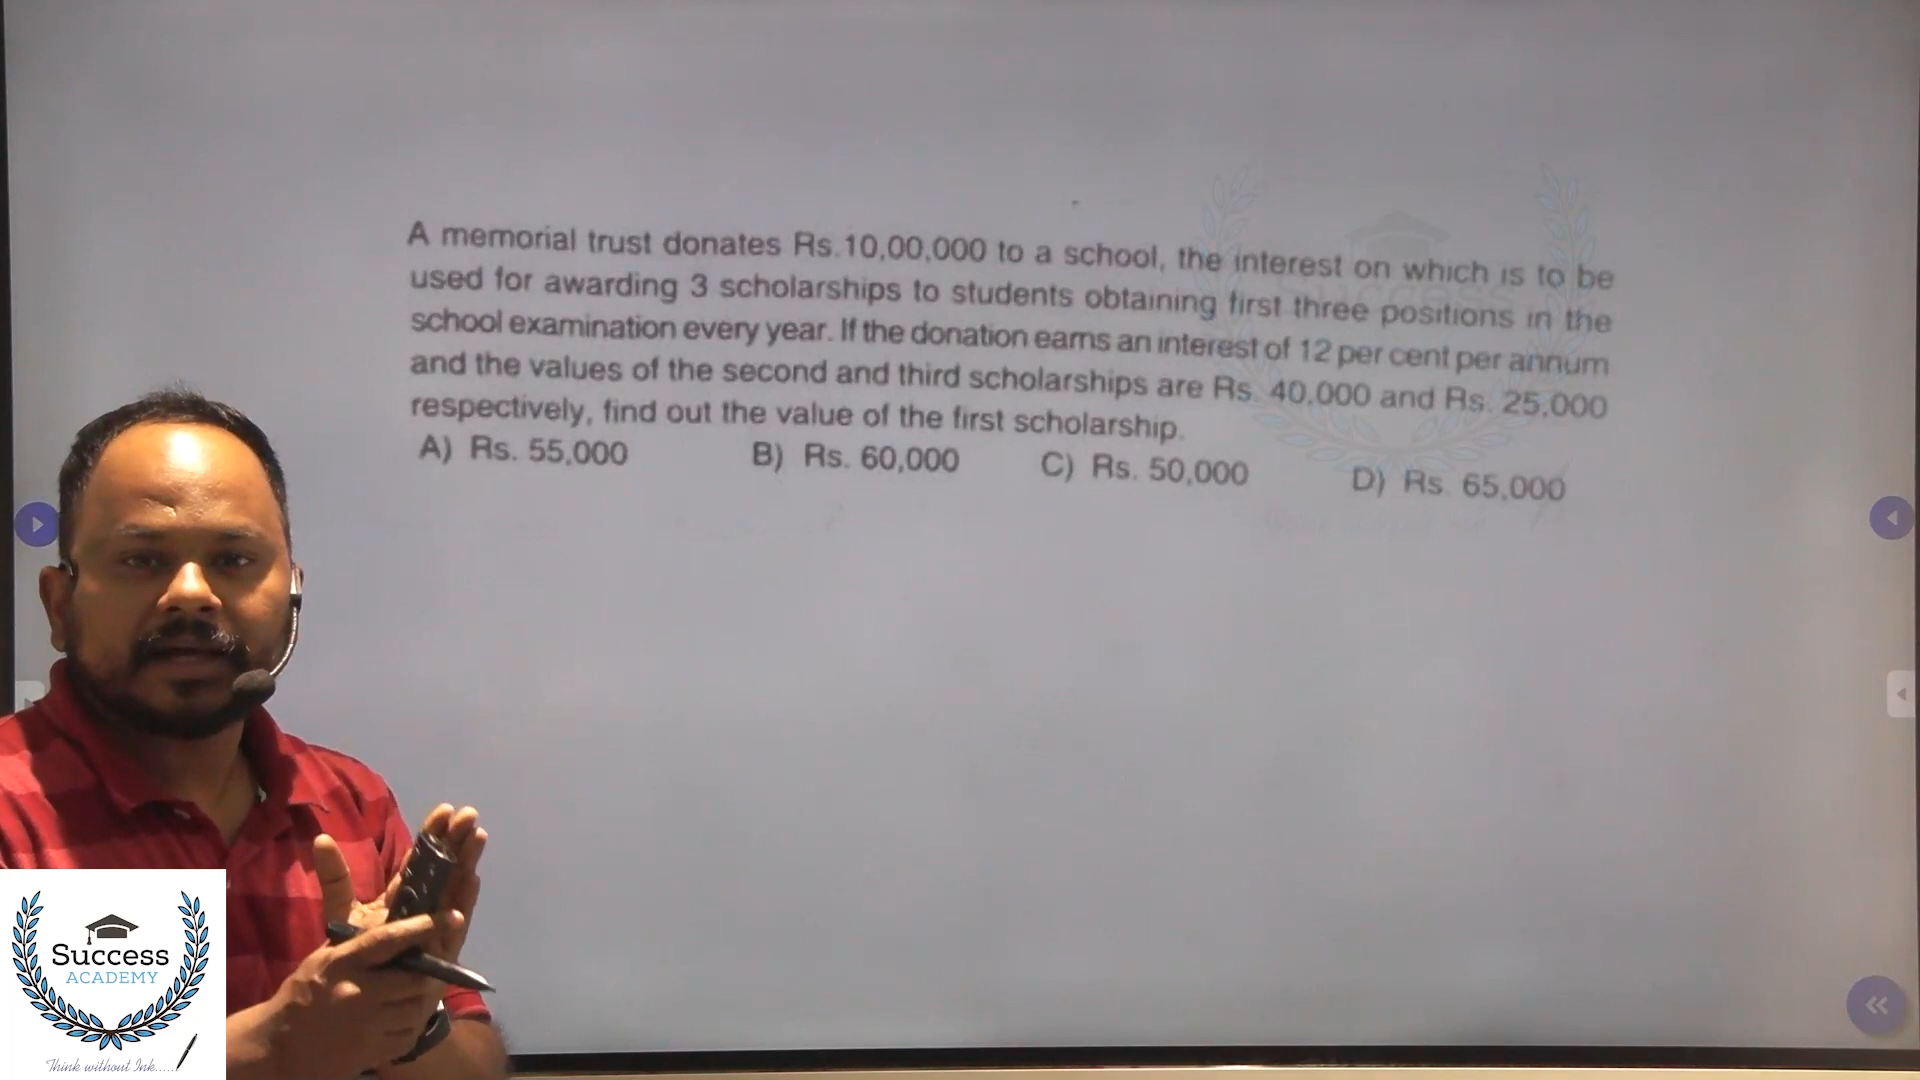 A memorial trust donates Rs.10,00,000 to a school, the interest on which is to be
used for awarding 3 scholarships to students obtaining first three positions in the
school examination every year. If the donation earns an interest of 12 per cent per annum
and the values of the second and third scholarships are Rs. 40,000 and Rs. 25,000
respectively, find out the value of the first scholarship.
A) Rs. 55,000 B) Rs. 60,000 C) Rs. 50,000 D) Rs. 65,000
Success
Success
ACADEMY
Think without Ink......